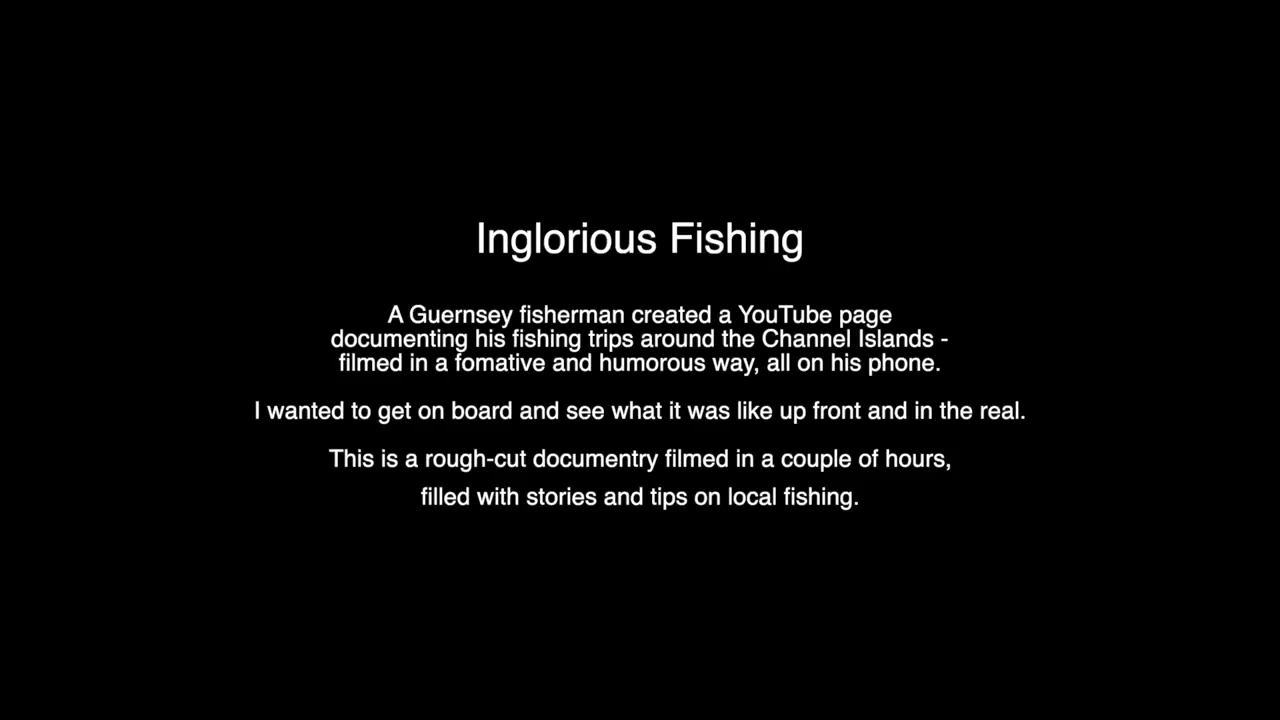 Inglorious Fishing
A Guernsey fisherman created a YouTube page
documenting his fishing trips around the Channel Islands -
filmed in a fomative and humorous way, all on his phone.
I wanted to get on board and see what it was like up front and in the real.
This is a rough-cut documentry filmed in a couple of hours,
filled with stories and tips on local fishing.